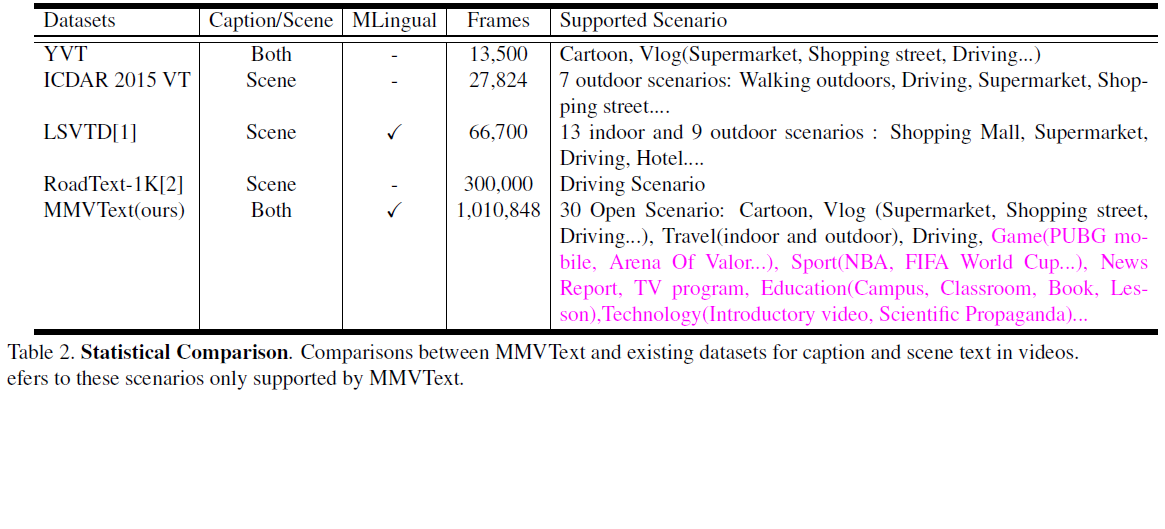 Datasets Caption/Scene MLingual Frames Supported Scenario
YVT Both - 13,500 Cartoon, Vlog(Supermarket, Shopping street, Driving...)
ICDAR 2015 VT Scene - 27,824 7 outdoor scenarios: Walking outdoors, Driving, Supermarket, Shop-
ping street....
LSVTD[1] Scene ✓ 66,700 13 indoor and 9 outdoor scenarios : Shopping Mall, Supermarket,
Driving, Hotel....
RoadText-1K[2] Scene - 300,000 Driving Scenario
MMVText(ours) Both ✓ 1,010,848 30 Open Scenario: Cartoon, Vlog (Supermarket, Shopping street,
Driving...), Travel(indoor and outdoor), Driving, Game(PUBG mo-
bile, Arena Of Valor...), Sport(NBA, FIFA World Cup...), News
Report, TV program, Education(Campus, Classroom, Book, Les-
son),Technology(Introductory video, Scientific Propaganda)...
Table 2. Statistical Comparison. Comparisons between MMVText and existing datasets for caption and scene text in videos.
efers to these scenarios only supported by MMVText.